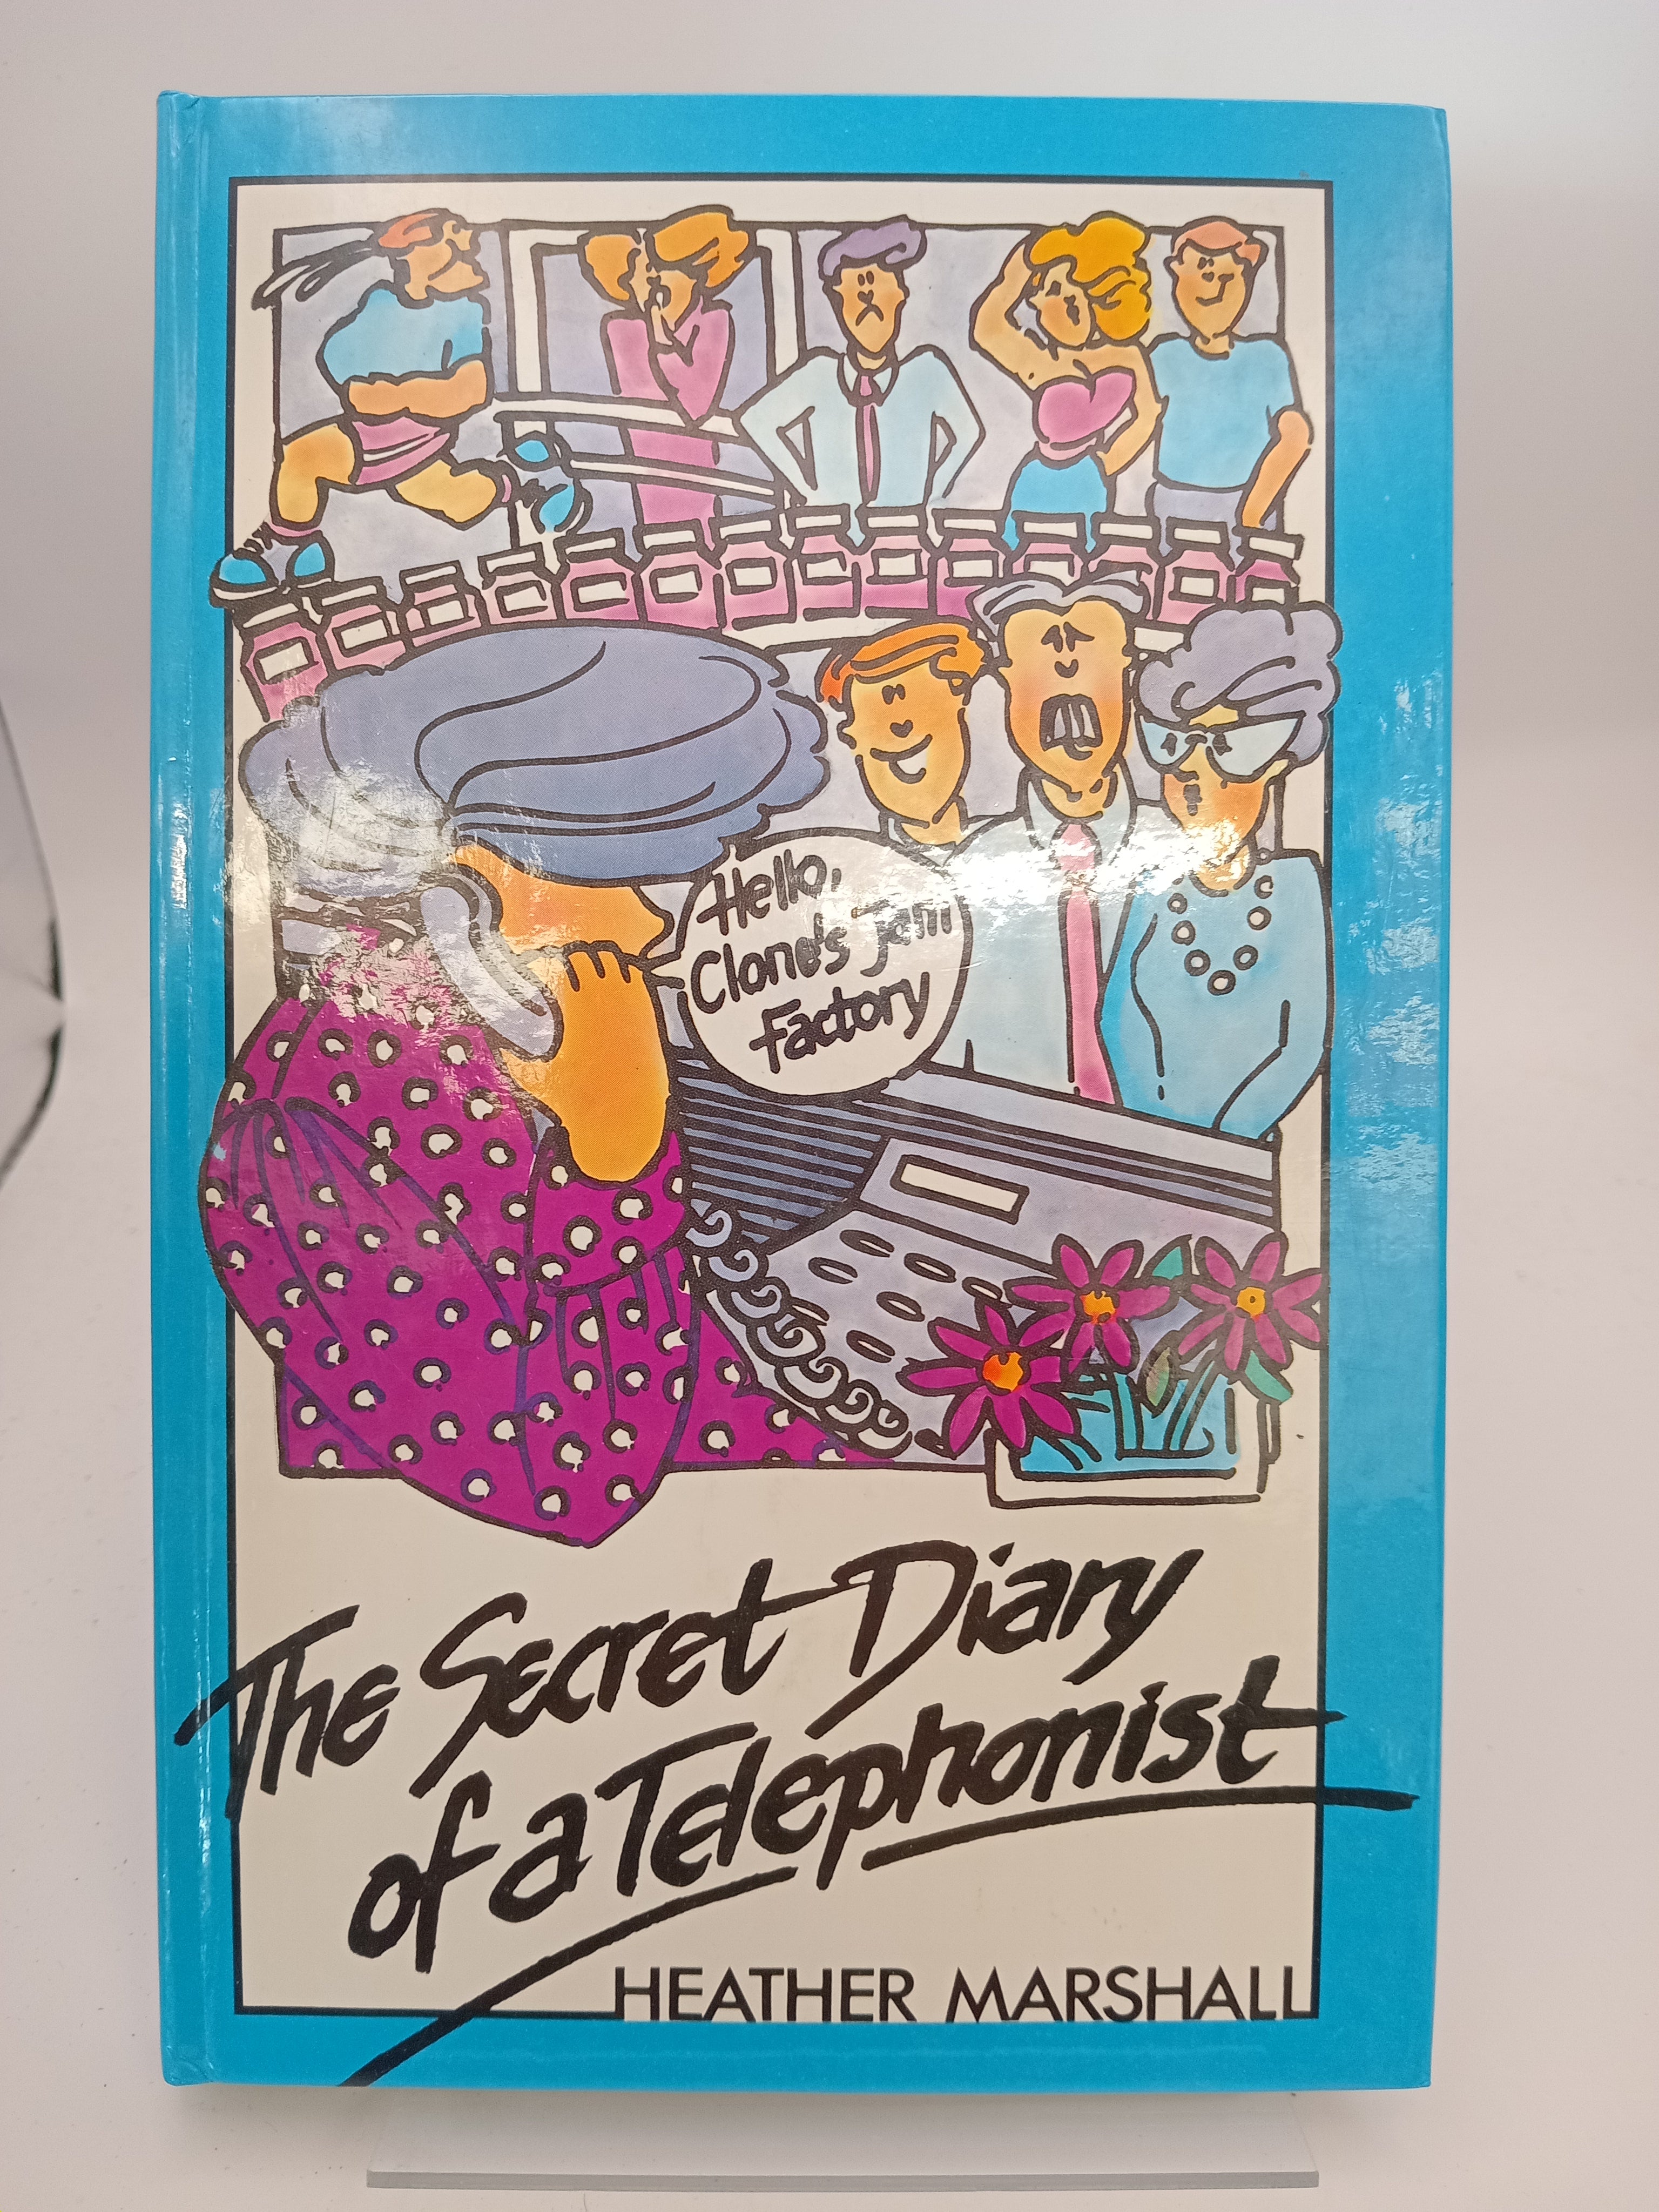 Hello,
Clone's jam
Factory
The Secret Diary
of a Telephonist
HEATHER MARSHALL